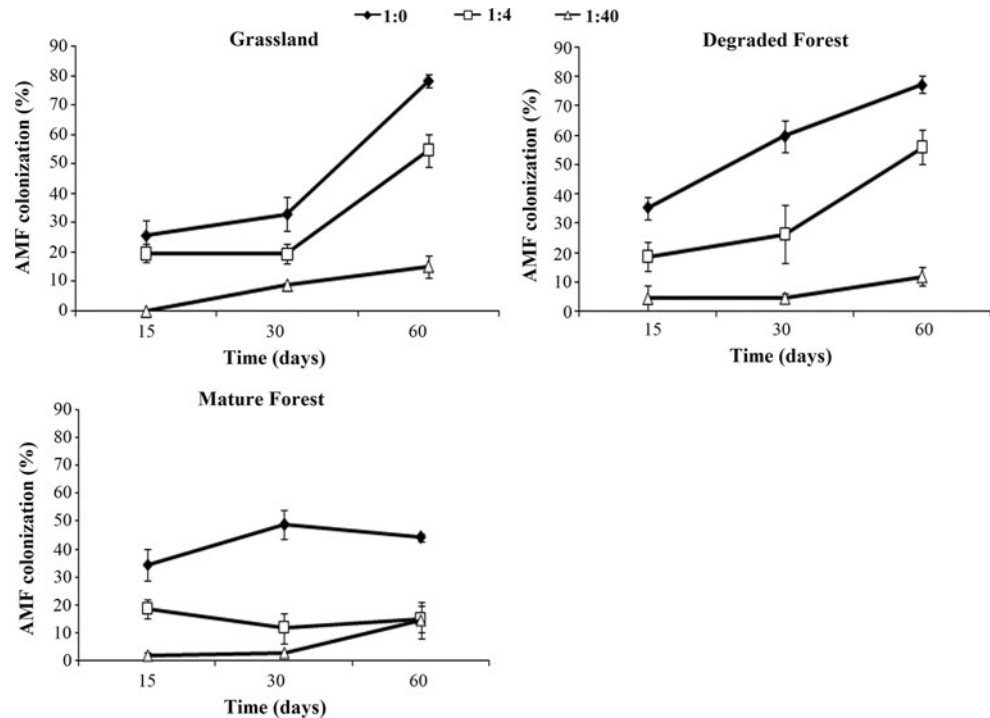 1:0 1:4 1:40
Grassland
AMF colonization (%)
90
80
70
60
50
40
30
20
10
0
15 30 60
Time (days)
Degraded Forest
AMF colonization (%)
90
80
70
60
50
40
30
20
10
0
15 30 60
Time (days)
Mature Forest
AMF colonization (%)
90
80
70
60
50
40
30
20
10
0
15 30 60
Time (days)